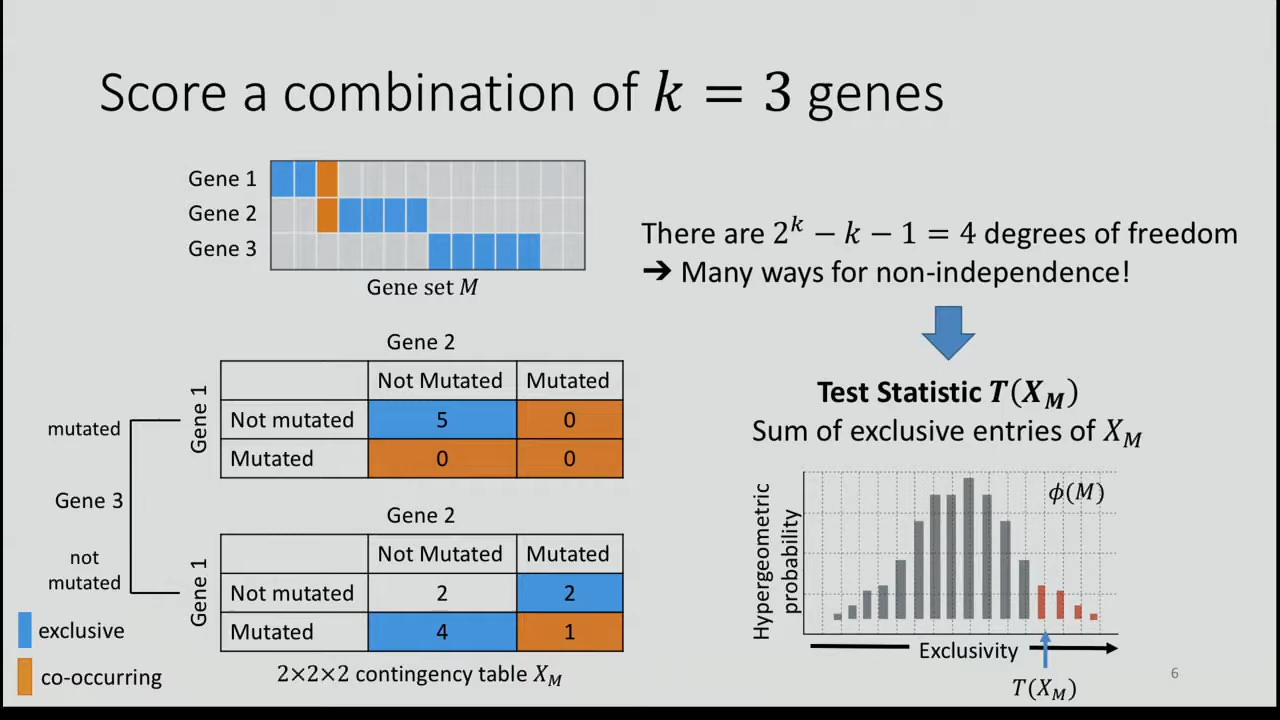 Score a combination of k = 3 genes
Gene 1
Gene 2
Gene 3
Gene set M
There are 2^k − k − 1 = 4 degrees of freedom
➔ Many ways for non-independence!
Test Statistic T(X_M)
Sum of exclusive entries of X_M
Gene 2
Not Mutated Mutated
Gene 1
Not mutated 5 0
Mutated 0 0
mutated
Gene 3
not
mutated
Gene 2
Not Mutated Mutated
Gene 1
Not mutated 2 2
Mutated 4 1
2×2×2 contingency table X_M
exclusive
co-occurring
Hypergeometric
probability
ϕ(M)
Exclusivity
T(X_M)
6